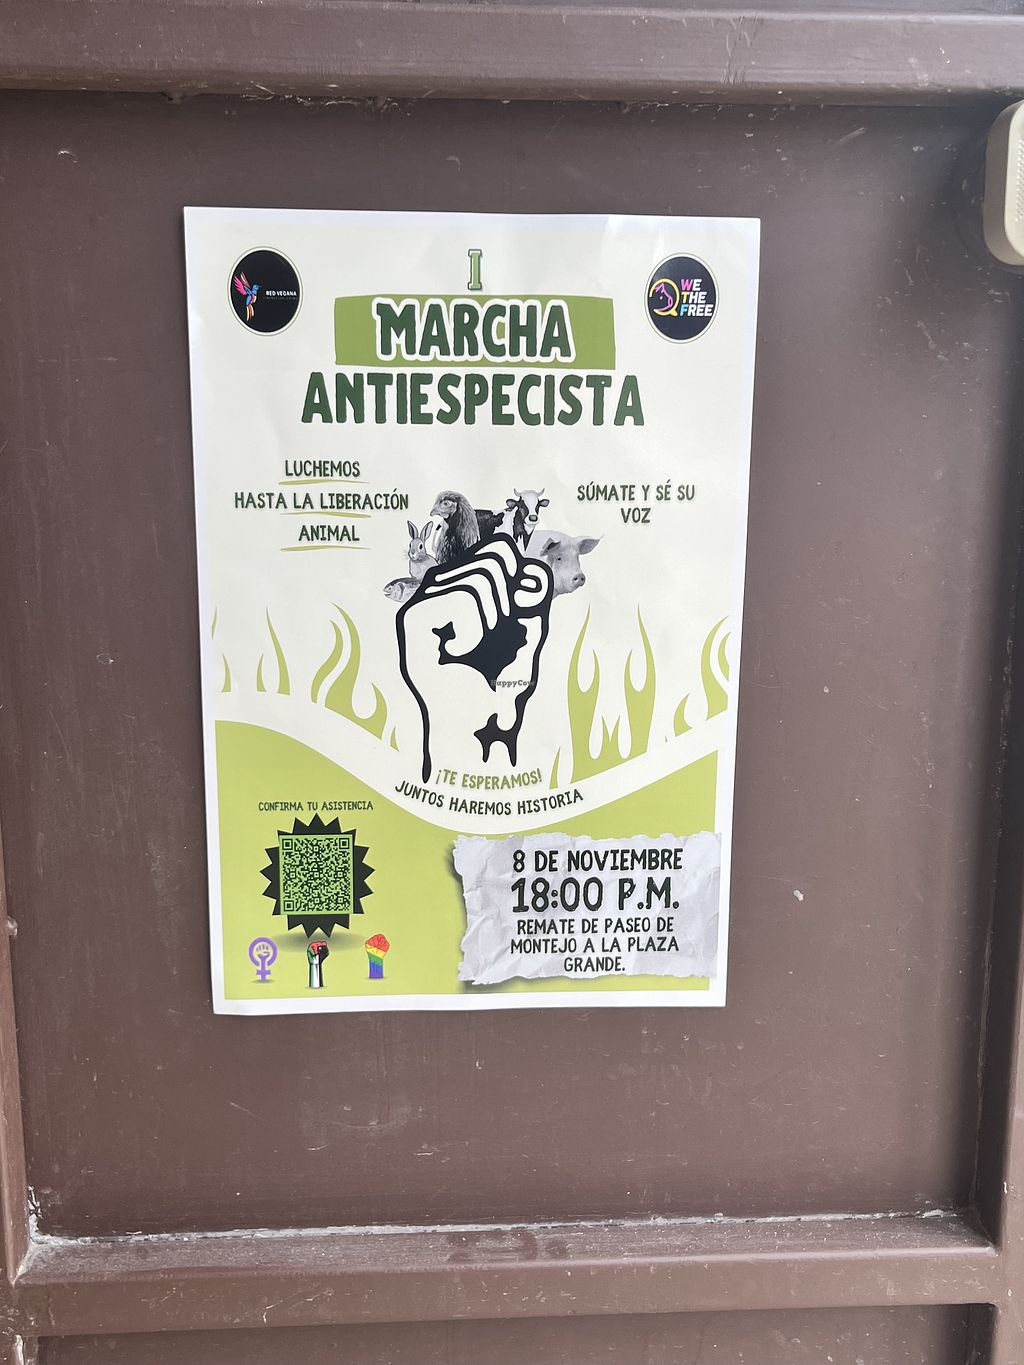 I
MARCHA
ANTIESPECISTA
RED VEGANA
WE
THE
FREE
LUCHEMOS
HASTA LA LIBERACIÓN
ANIMAL
SÚMATE Y SÉ SU
VOZ
HappyCow
¡TE ESPERAMOS!
JUNTOS HAREMOS HISTORIA
CONFIRMA TU ASISTENCIA
8 DE NOVIEMBRE
18:00 P.M.
REMATE DE PASEO DE
MONTEJO A LA PLAZA
GRANDE.